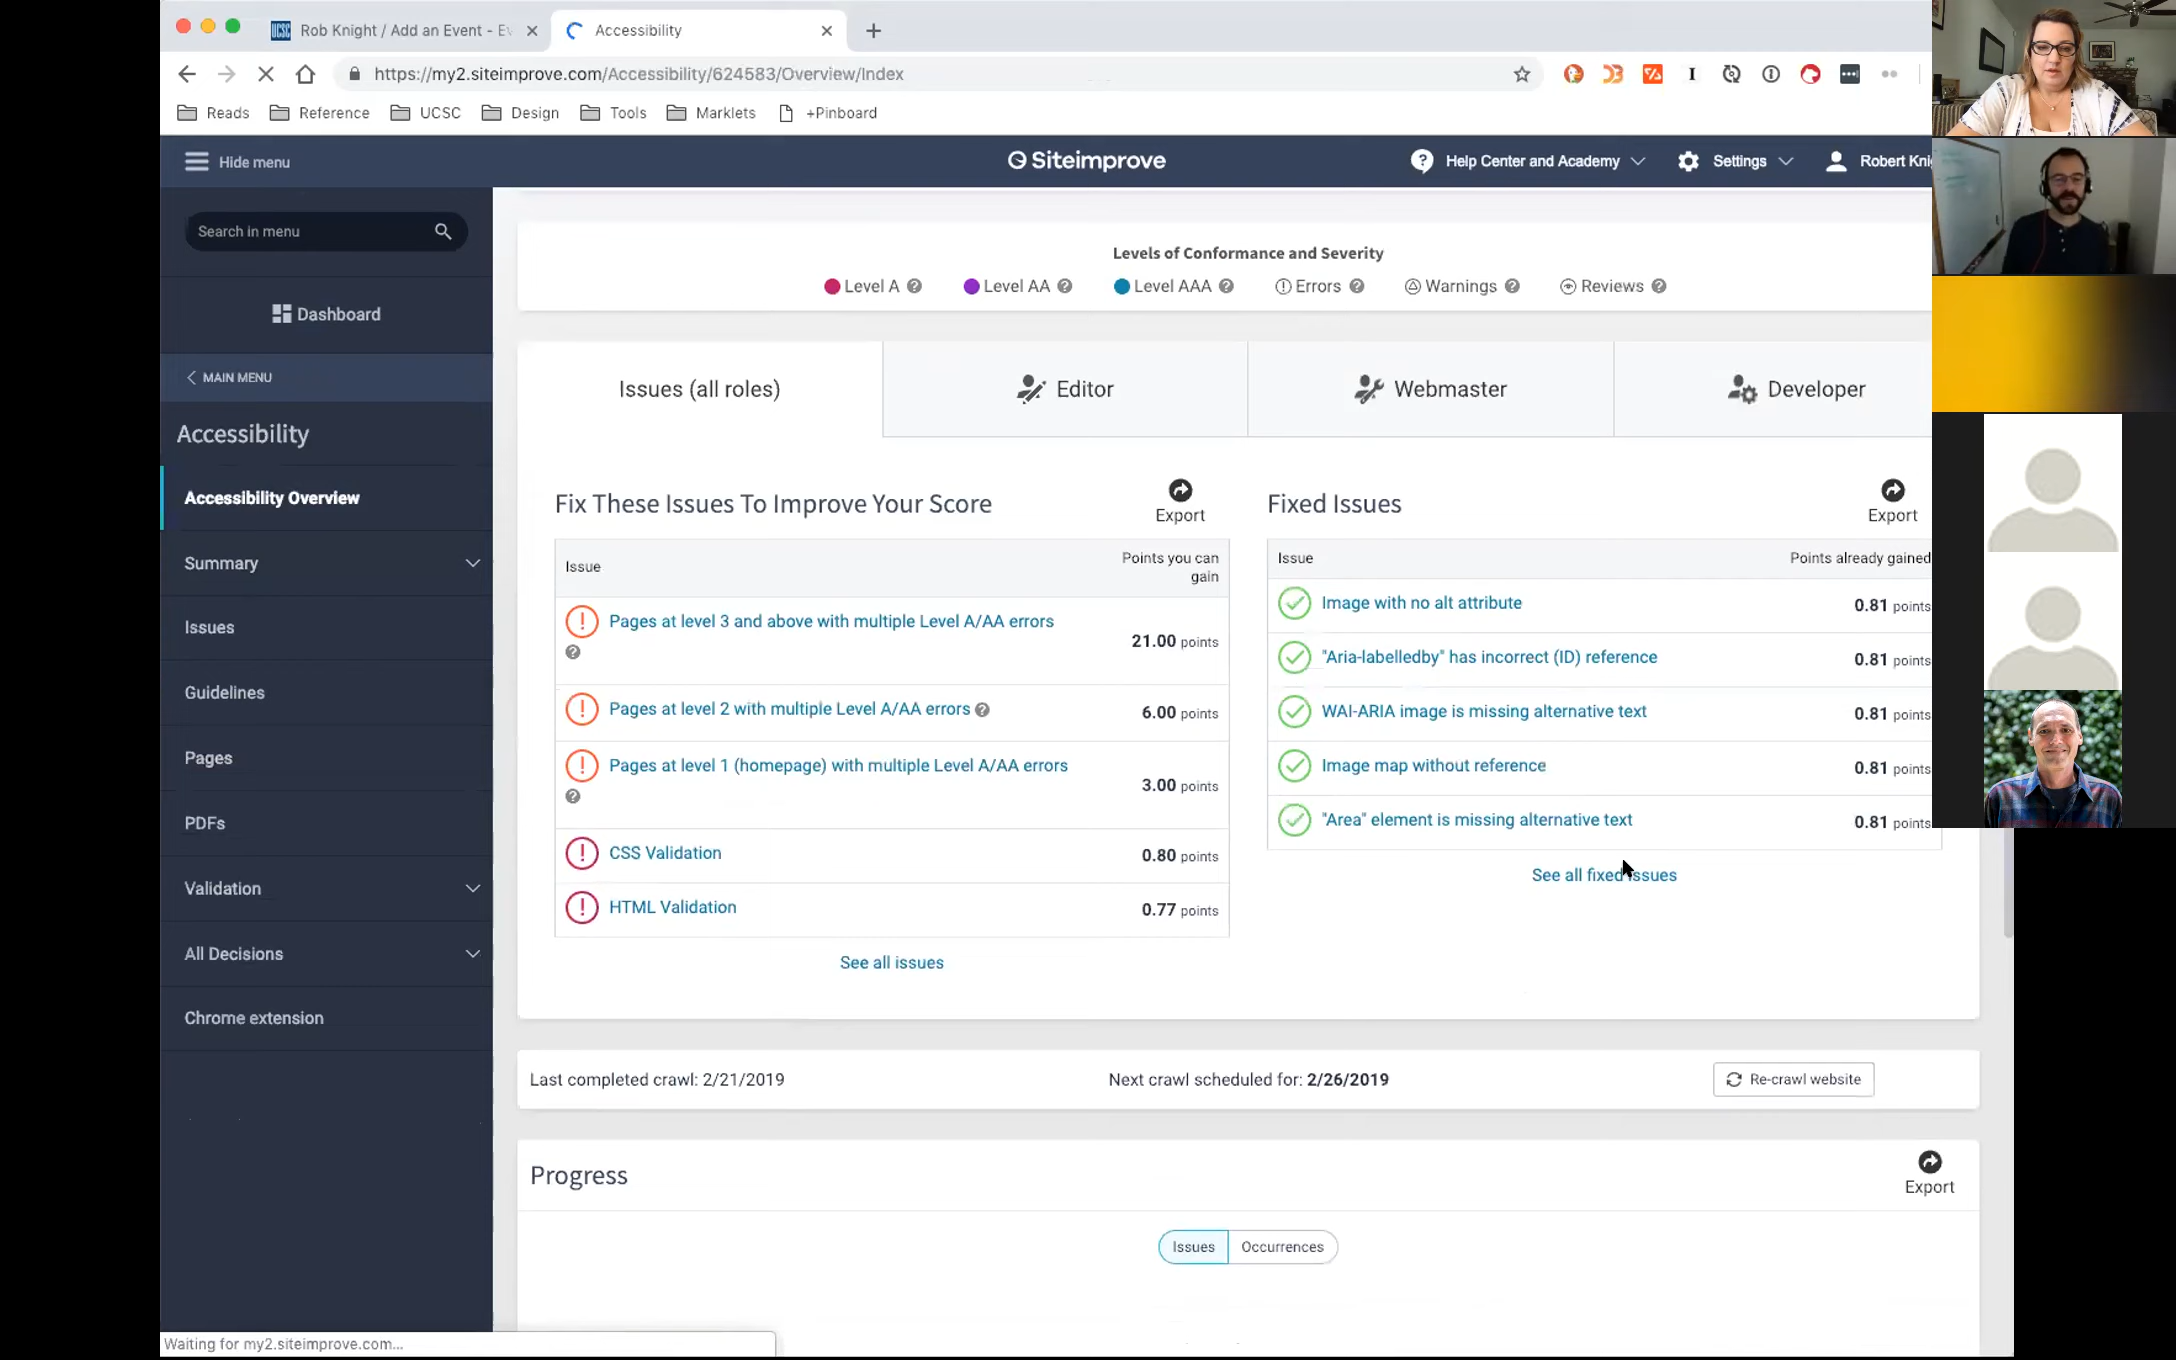 Rob Knight / Add an Event - Ev
Accessibility
https://my2.siteimprove.com/Accessibility/624583/Overview/Index
Reads
Reference
UCSC
Design
Tools
Marklets
+Pinboard
Hide menu
Siteimprove
Help Center and Academy
Settings
Robert Kni
Search in menu
Dashboard
MAIN MENU
Accessibility
Accessibility Overview
Summary
Issues
Guidelines
Pages
PDFs
Validation
All Decisions
Chrome extension
Levels of Conformance and Severity
Level A
Level AA
Level AAA
Errors
Warnings
Reviews
Issues (all roles)
Editor
Webmaster
Developer
Fix These Issues To Improve Your Score
Export
Issue
Points you can
gain
Pages at level 3 and above with multiple Level A/AA errors
21.00 points
Pages at level 2 with multiple Level A/AA errors
6.00 points
Pages at level 1 (homepage) with multiple Level A/AA errors
3.00 points
CSS Validation
0.80 points
HTML Validation
0.77 points
See all issues
Fixed Issues
Export
Issue
Points already gained
Image with no alt attribute
0.81 points
"Aria-labelledby" has incorrect (ID) reference
0.81 points
WAI-ARIA image is missing alternative text
0.81 points
Image map without reference
0.81 points
"Area" element is missing alternative text
0.81 points
See all fixed issues
Last completed crawl: 2/21/2019
Next crawl scheduled for: 2/26/2019
Re-crawl website
Progress
Export
Issues
Occurrences
Waiting for my2.siteimprove.com...